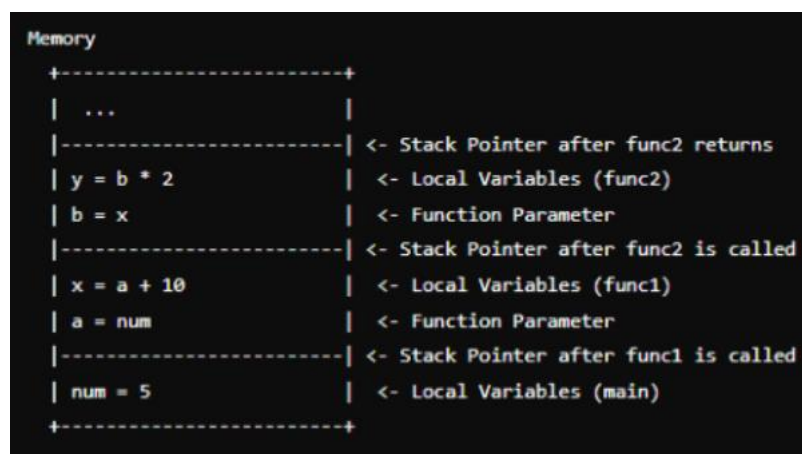 Memory
+--------------------------+
| ... |
|--------------------------| <- Stack Pointer after func2 returns
| y = b * 2 | <- Local Variables (func2)
| b = x | <- Function Parameter
|--------------------------| <- Stack Pointer after func2 is called
| x = a + 10 | <- Local Variables (func1)
| a = num | <- Function Parameter
|--------------------------| <- Stack Pointer after func1 is called
| num = 5 | <- Local Variables (main)
+--------------------------+